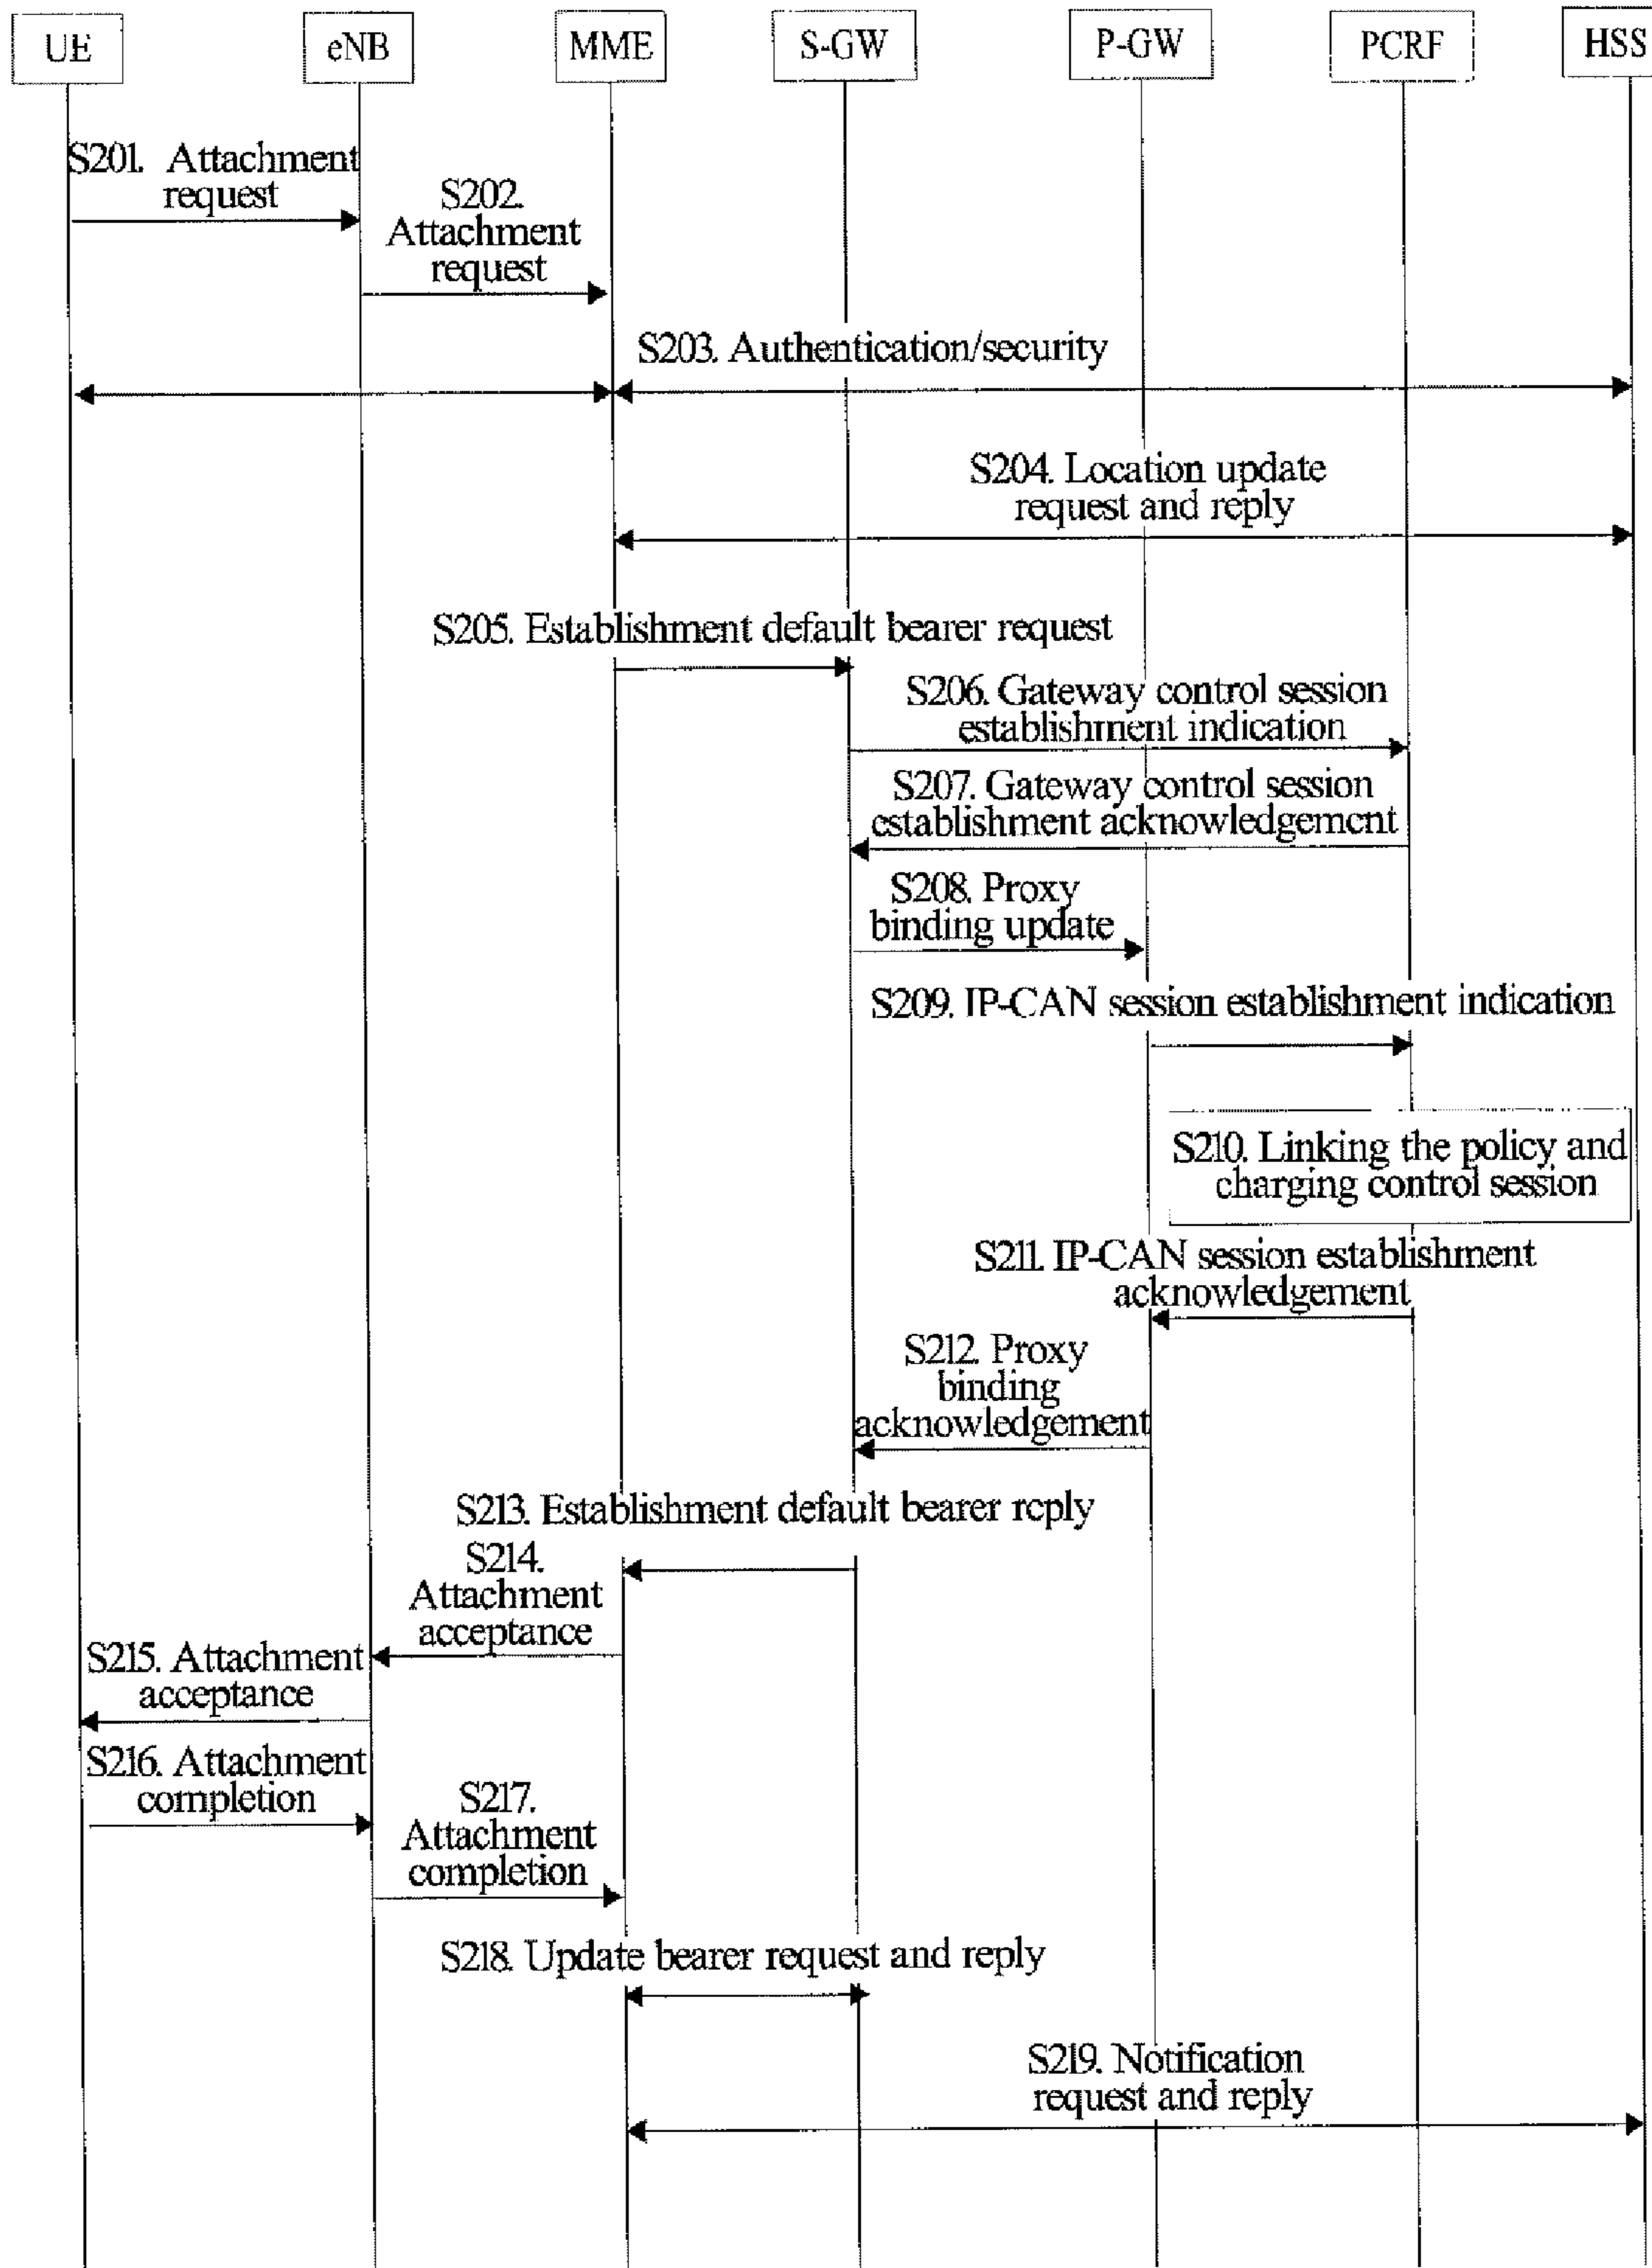 UE
eNB
MME
S-GW
P-GW
PCRF
HSS
S201. Attachment
request
S202.
Attachment
request
S203. Authentication/security
S204. Location update
request and reply
S205. Establishment default bearer request
S206. Gateway control session
establishment indication
S207. Gateway control session
establishment acknowledgement
S208. Proxy
binding update
S209. IP-CAN session establishment indication
S210. Linking the policy and
charging control session
S211. IP-CAN session establishment
acknowledgement
S212. Proxy
binding
acknowledgement
S213. Establishment default bearer reply
S214.
Attachment
acceptance
S215. Attachment
acceptance
S216. Attachment
completion
S217.
Attachment
completion
S218. Update bearer request and reply
S219. Notification
request and reply